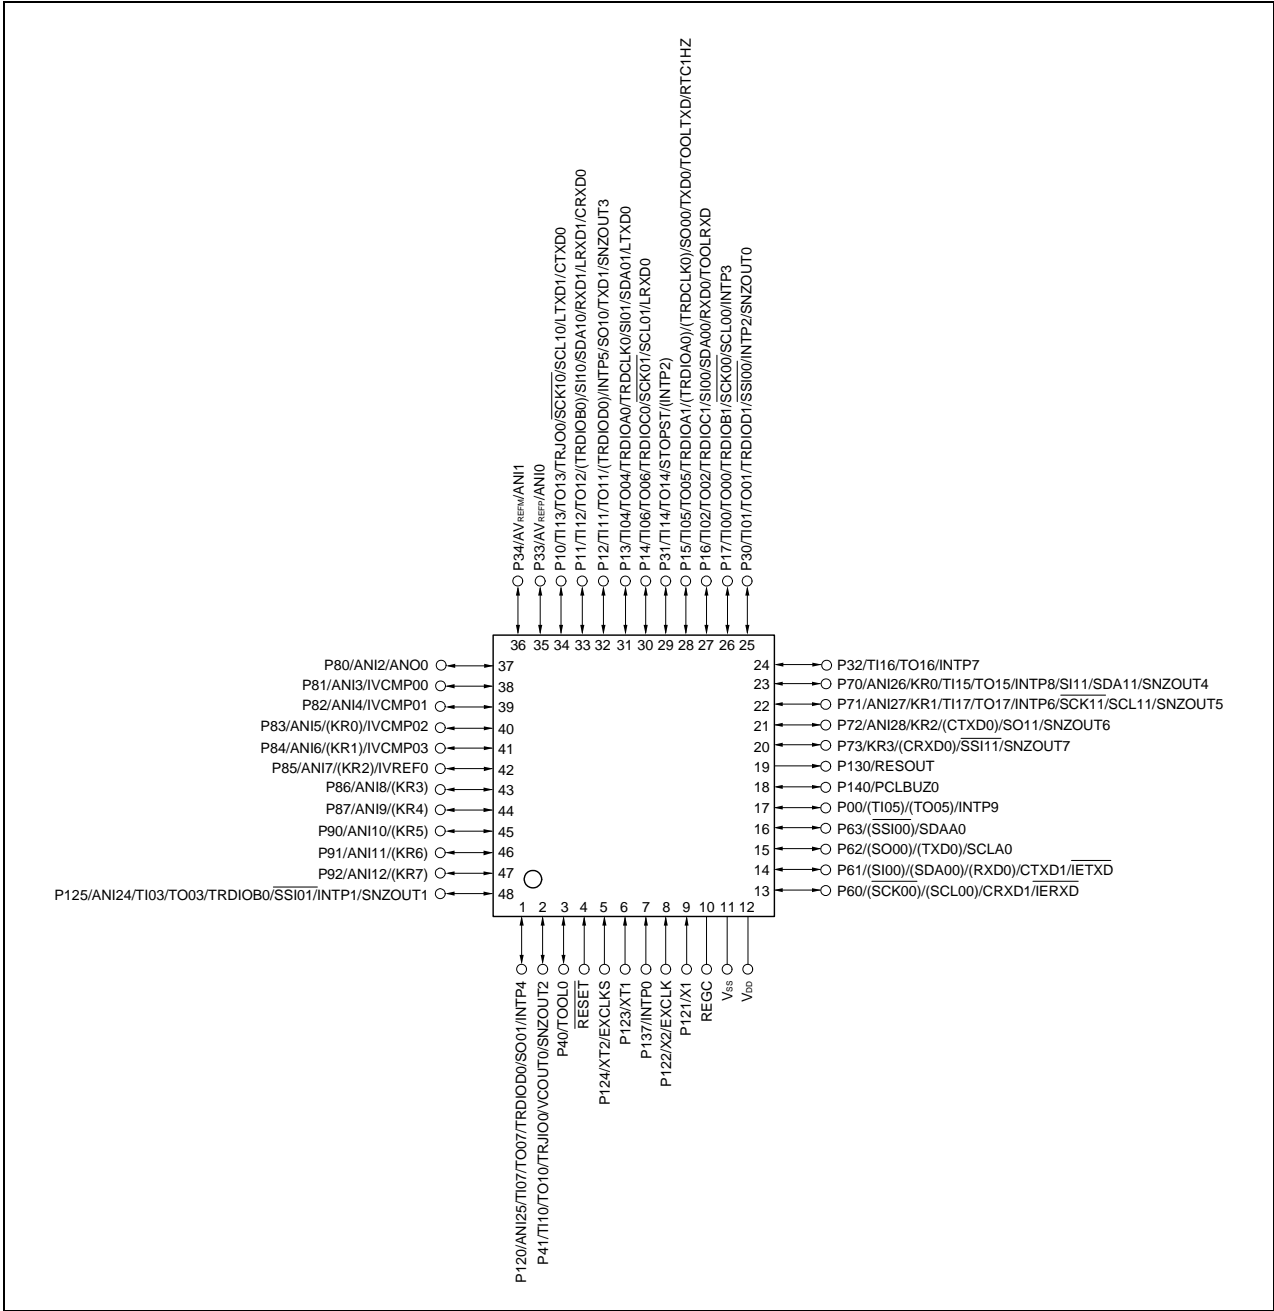 P34/AVREFM/ANI1
P33/AVREFP/ANI0
P10/TI13/TO13/TRJO0/SCK10/SCL10/LTXD1/CTXD0
P11/TI12/TO12/(TRDIOB0)/SI10/SDA10/RXD1/LRXD1/CRXD0
P12/TI11/TO11/(TRDIOD0)/INTP5/SO10/TXD1/SNZOUT3
P13/TI04/TO04/TRDIOA0/TRDCLK0/SI01/SDA01/LTXD0
P14/TI06/TO06/TRDIOC0/SCK01/SCL01/LRXD0
P31/TI14/TO14/STOPST/(INTP2)
P15/TI05/TO05/TRDIOA1/(TRDIOA0)/(TRDCLK0)/SO00/TXD0/TOOLTXD/RTC1HZ
P16/TI02/TO02/TRDIOC1/SI00/SDA00/RXD0/TOOLRXD
P17/TI00/TO00/TRDIOB1/SCK00/SCL00/INTP3
P30/TI01/TO01/TRDIOD1/SSI00/INTP2/SNZOUT0
36 35 34 33 32 31 30 29 28 27 26 25
P80/ANI2/ANO0 37
P81/ANI3/IVCMP00 38
P82/ANI4/IVCMP01 39
P83/ANI5/(KR0)/IVCMP02 40
P84/ANI6/(KR1)/IVCMP03 41
P85/ANI7/(KR2)/IVREF0 42
P86/ANI8/(KR3) 43
P87/ANI9/(KR4) 44
P90/ANI10/(KR5) 45
P91/ANI11/(KR6) 46
P92/ANI12/(KR7) 47
P125/ANI24/TI03/TO03/TRDIOB0/SSI01/INTP1/SNZOUT1 48
24 P32/TI16/TO16/INTP7
23 P70/ANI26/KR0/TI15/TO15/INTP8/SI11/SDA11/SNZOUT4
22 P71/ANI27/KR1/TI17/TO17/INTP6/SCK11/SCL11/SNZOUT5
21 P72/ANI28/KR2/(CTXD0)/SO11/SNZOUT6
20 P73/KR3/(CRXD0)/SSI11/SNZOUT7
19 P130/RESOUT
18 P140/PCLBUZ0
17 P00/(TI05)/(TO05)/INTP9
16 P63/(SSI00)/SDAA0
15 P62/(SO00)/(TXD0)/SCLA0
14 P61/(SI00)/(SDA00)/(RXD0)/CTXD1/IETXD
13 P60/(SCK00)/(SCL00)/CRXD1/IERXD
1 2 3 4 5 6 7 8 9 10 11 12
P120/ANI25/TI07/TO07/TRDIOD0/SO01/INTP4
P41/TI10/TO10/TRJIO0/VCOUT0/SNZOUT2
P40/TOOL0
RESET
P124/XT2/EXCLKS
P123/XT1
P137/INTP0
P122/X2/EXCLK
P121/X1
REGC
VSS
VDD